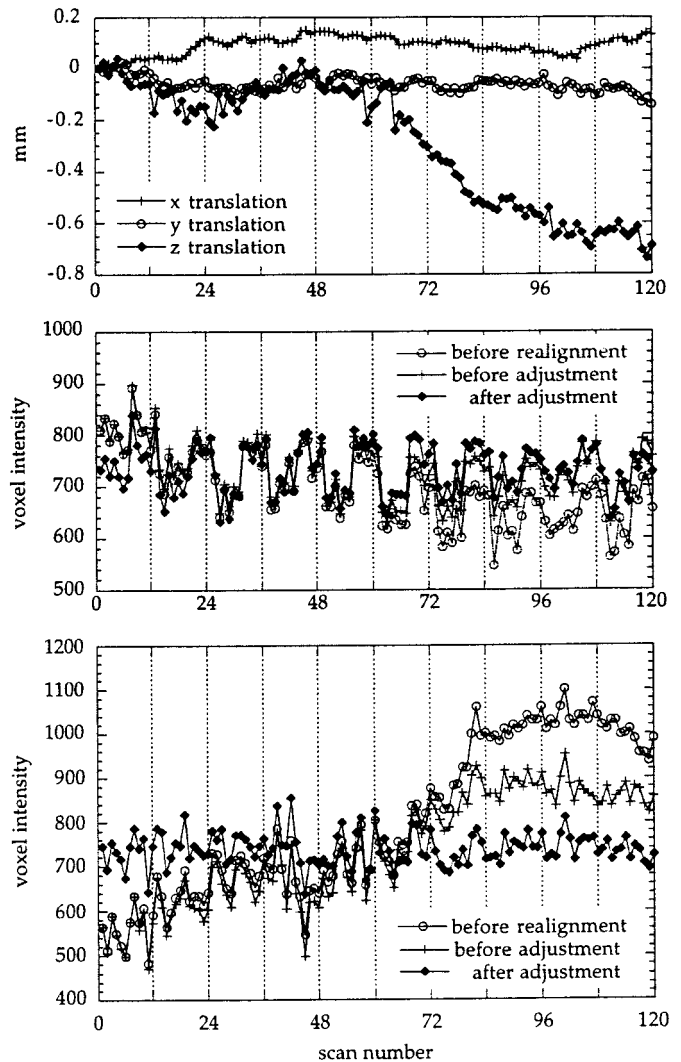 0.2
0
-0.2
-0.4
-0.6
-0.8
mm
x translation
y translation
z translation
0 24 48 72 96 120
1000
900
800
700
600
500
voxel intensity
before realignment
before adjustment
after adjustment
0 24 48 72 96 120
1200
1100
1000
900
800
700
600
500
400
voxel intensity
before realignment
before adjustment
after adjustment
0 24 48 72 96 120
scan number